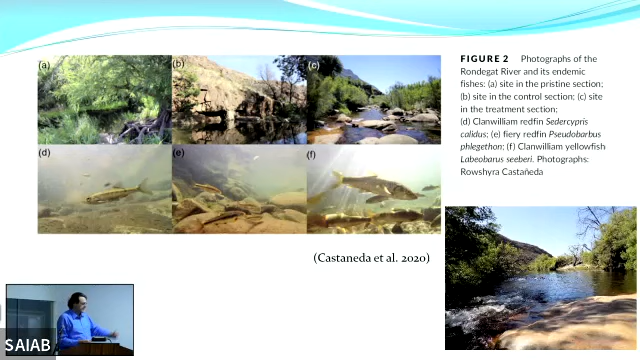 (a)
(b)
(c)
(d)
(e)
(f)
FIGURE 2 Photographs of the
Rondegat River and its endemic
fishes: (a) site in the pristine section;
(b) site in the control section; (c) site
in the treatment section;
(d) Clanwilliam redfin Sedercypris
calidus; (e) fiery redfin Pseudobarbus
phlegethon; (f) Clanwilliam yellowfish
Labeobarus seeberi. Photographs:
Rowshyra Castañeda
(Castaneda et al. 2020)
SAIAB